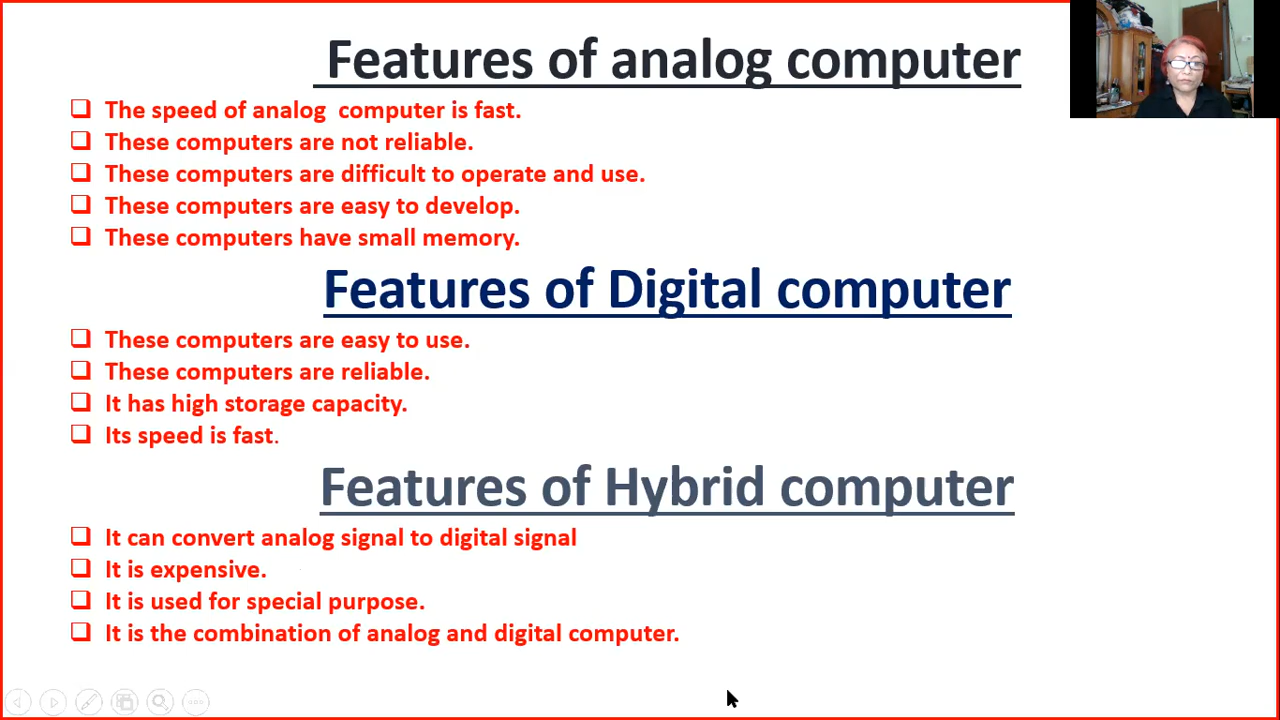 Features of analog computer
The speed of analog computer is fast.
These computers are not reliable.
These computers are difficult to operate and use.
These computers are easy to develop.
These computers have small memory.
Features of Digital computer
These computers are easy to use.
These computers are reliable.
It has high storage capacity.
Its speed is fast.
Features of Hybrid computer
It can convert analog signal to digital signal
It is expensive.
It is used for special purpose.
It is the combination of analog and digital computer.